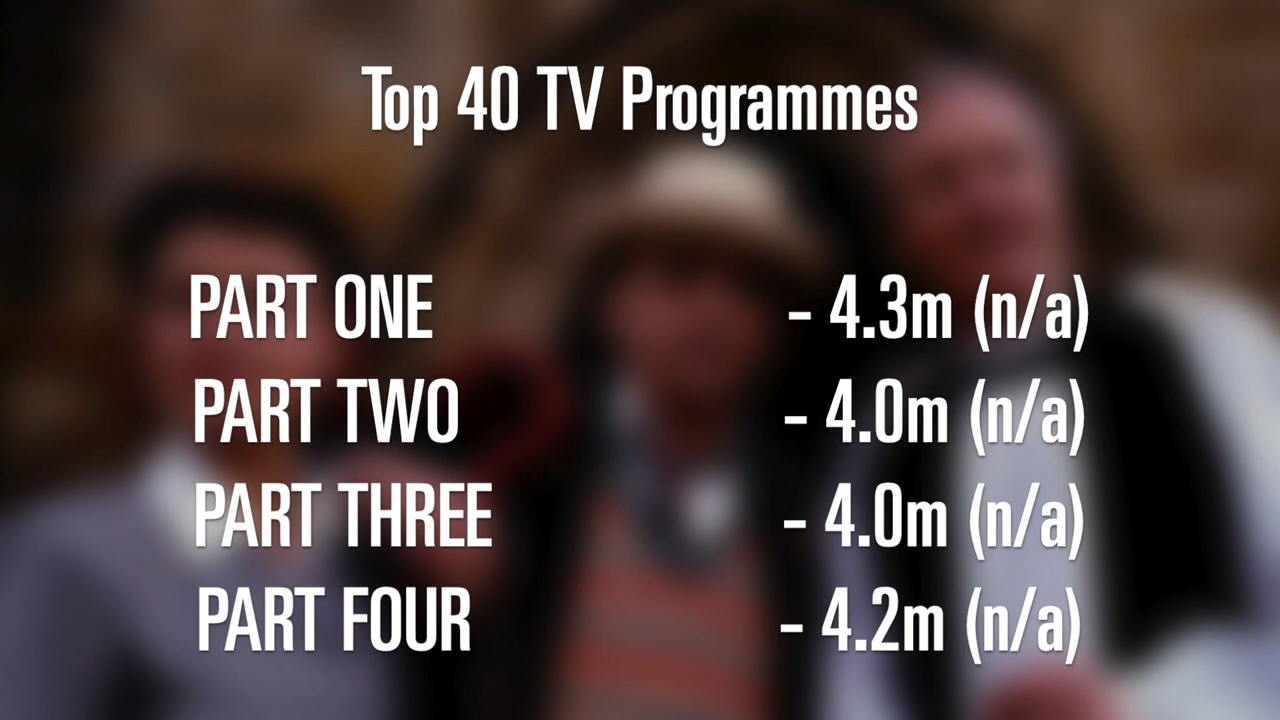 Top 40 TV Programmes
PART ONE - 4.3m (n/a)
PART TWO - 4.0m (n/a)
PART THREE - 4.0m (n/a)
PART FOUR - 4.2m (n/a)